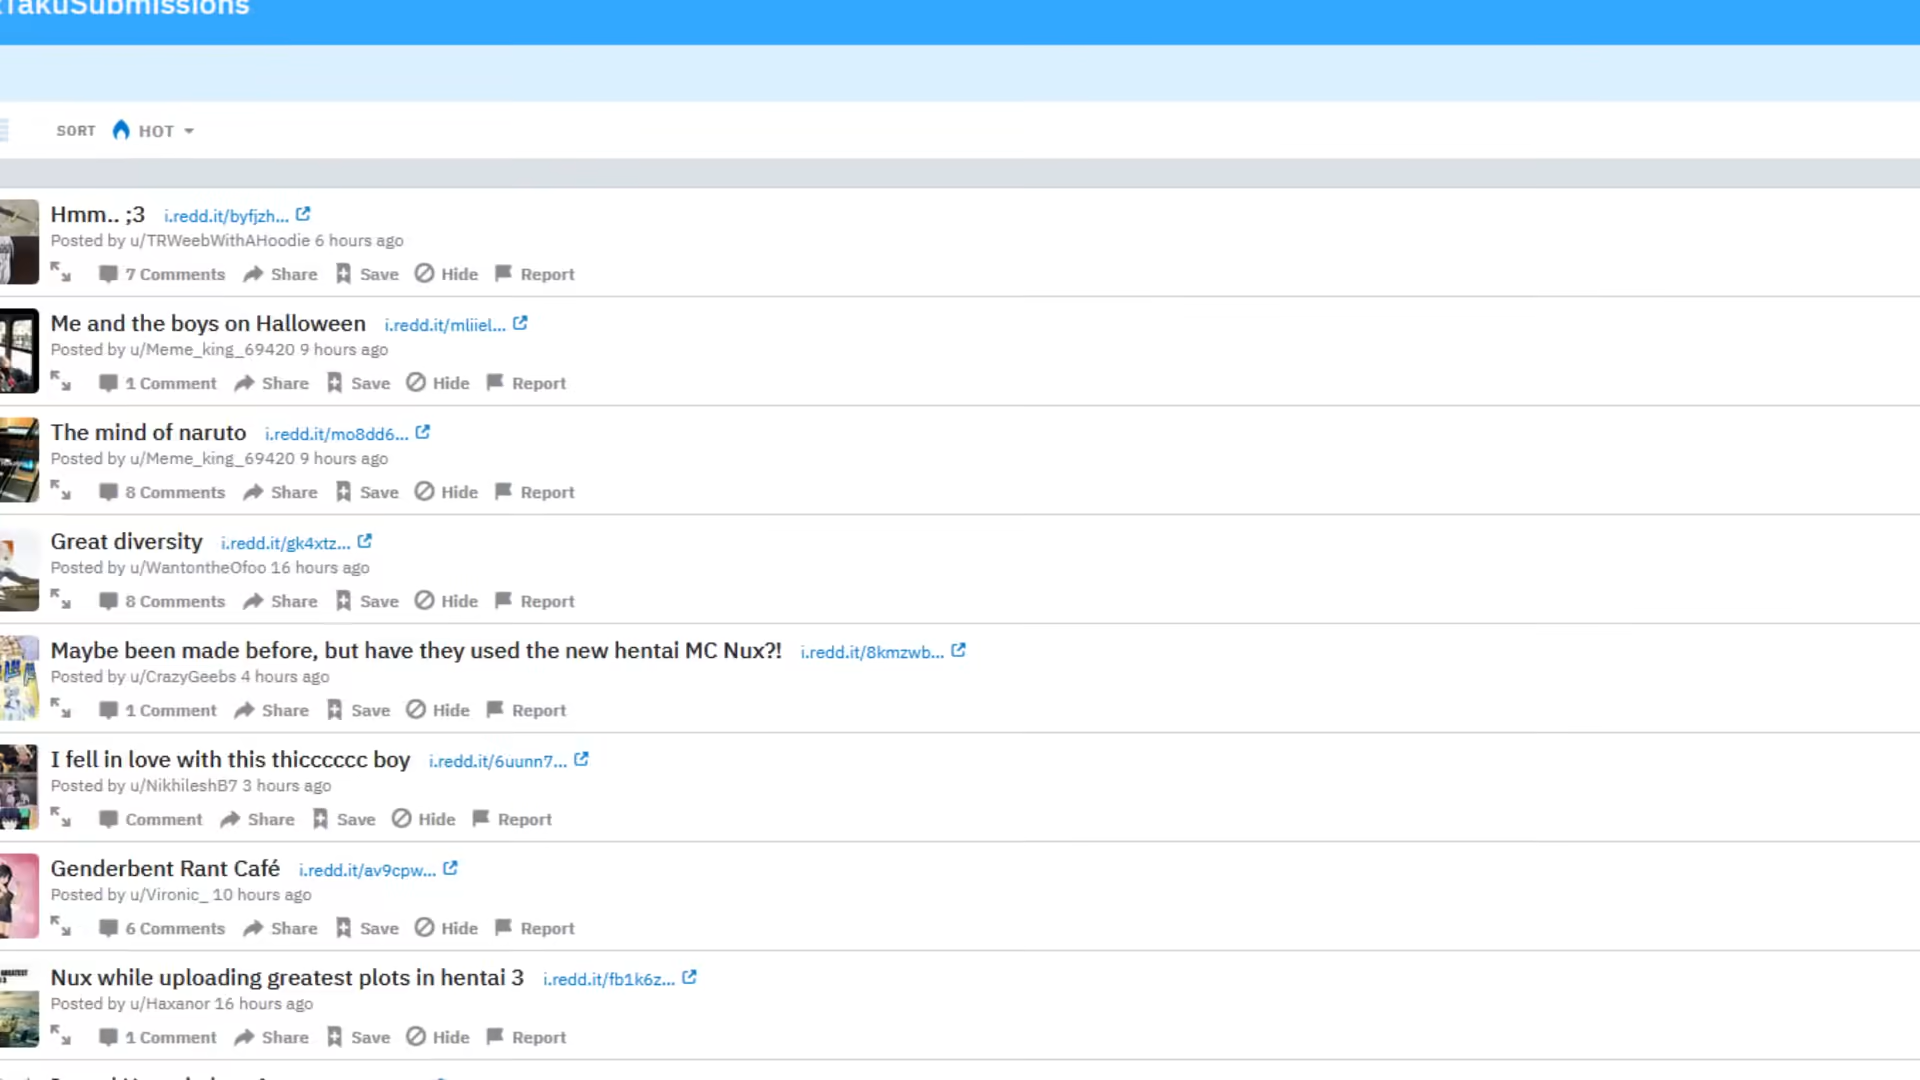 TakuSubmissions
SORT HOT
Hmm.. ;3 i.redd.it/byfjzh...
Posted by u/TRWeebWithAHoodie 6 hours ago
7 Comments Share Save Hide Report
Me and the boys on Halloween i.redd.it/mliiel...
Posted by u/Meme_king_69420 9 hours ago
1 Comment Share Save Hide Report
The mind of naruto i.redd.it/mo8dd6...
Posted by u/Meme_king_69420 9 hours ago
8 Comments Share Save Hide Report
Great diversity i.redd.it/gk4xtz...
Posted by u/WantontheOfoo 16 hours ago
8 Comments Share Save Hide Report
Maybe been made before, but have they used the new hentai MC Nux?! i.redd.it/8kmzwb...
Posted by u/CrazyGeebs 4 hours ago
1 Comment Share Save Hide Report
I fell in love with this thicccccc boy i.redd.it/6uunn7...
Posted by u/NikhileshB7 3 hours ago
Comment Share Save Hide Report
Genderbent Rant Café i.redd.it/av9cpw...
Posted by u/Vironic_ 10 hours ago
6 Comments Share Save Hide Report
Nux while uploading greatest plots in hentai 3 i.redd.it/fb1k6z...
Posted by u/Haxanor 16 hours ago
1 Comment Share Save Hide Report